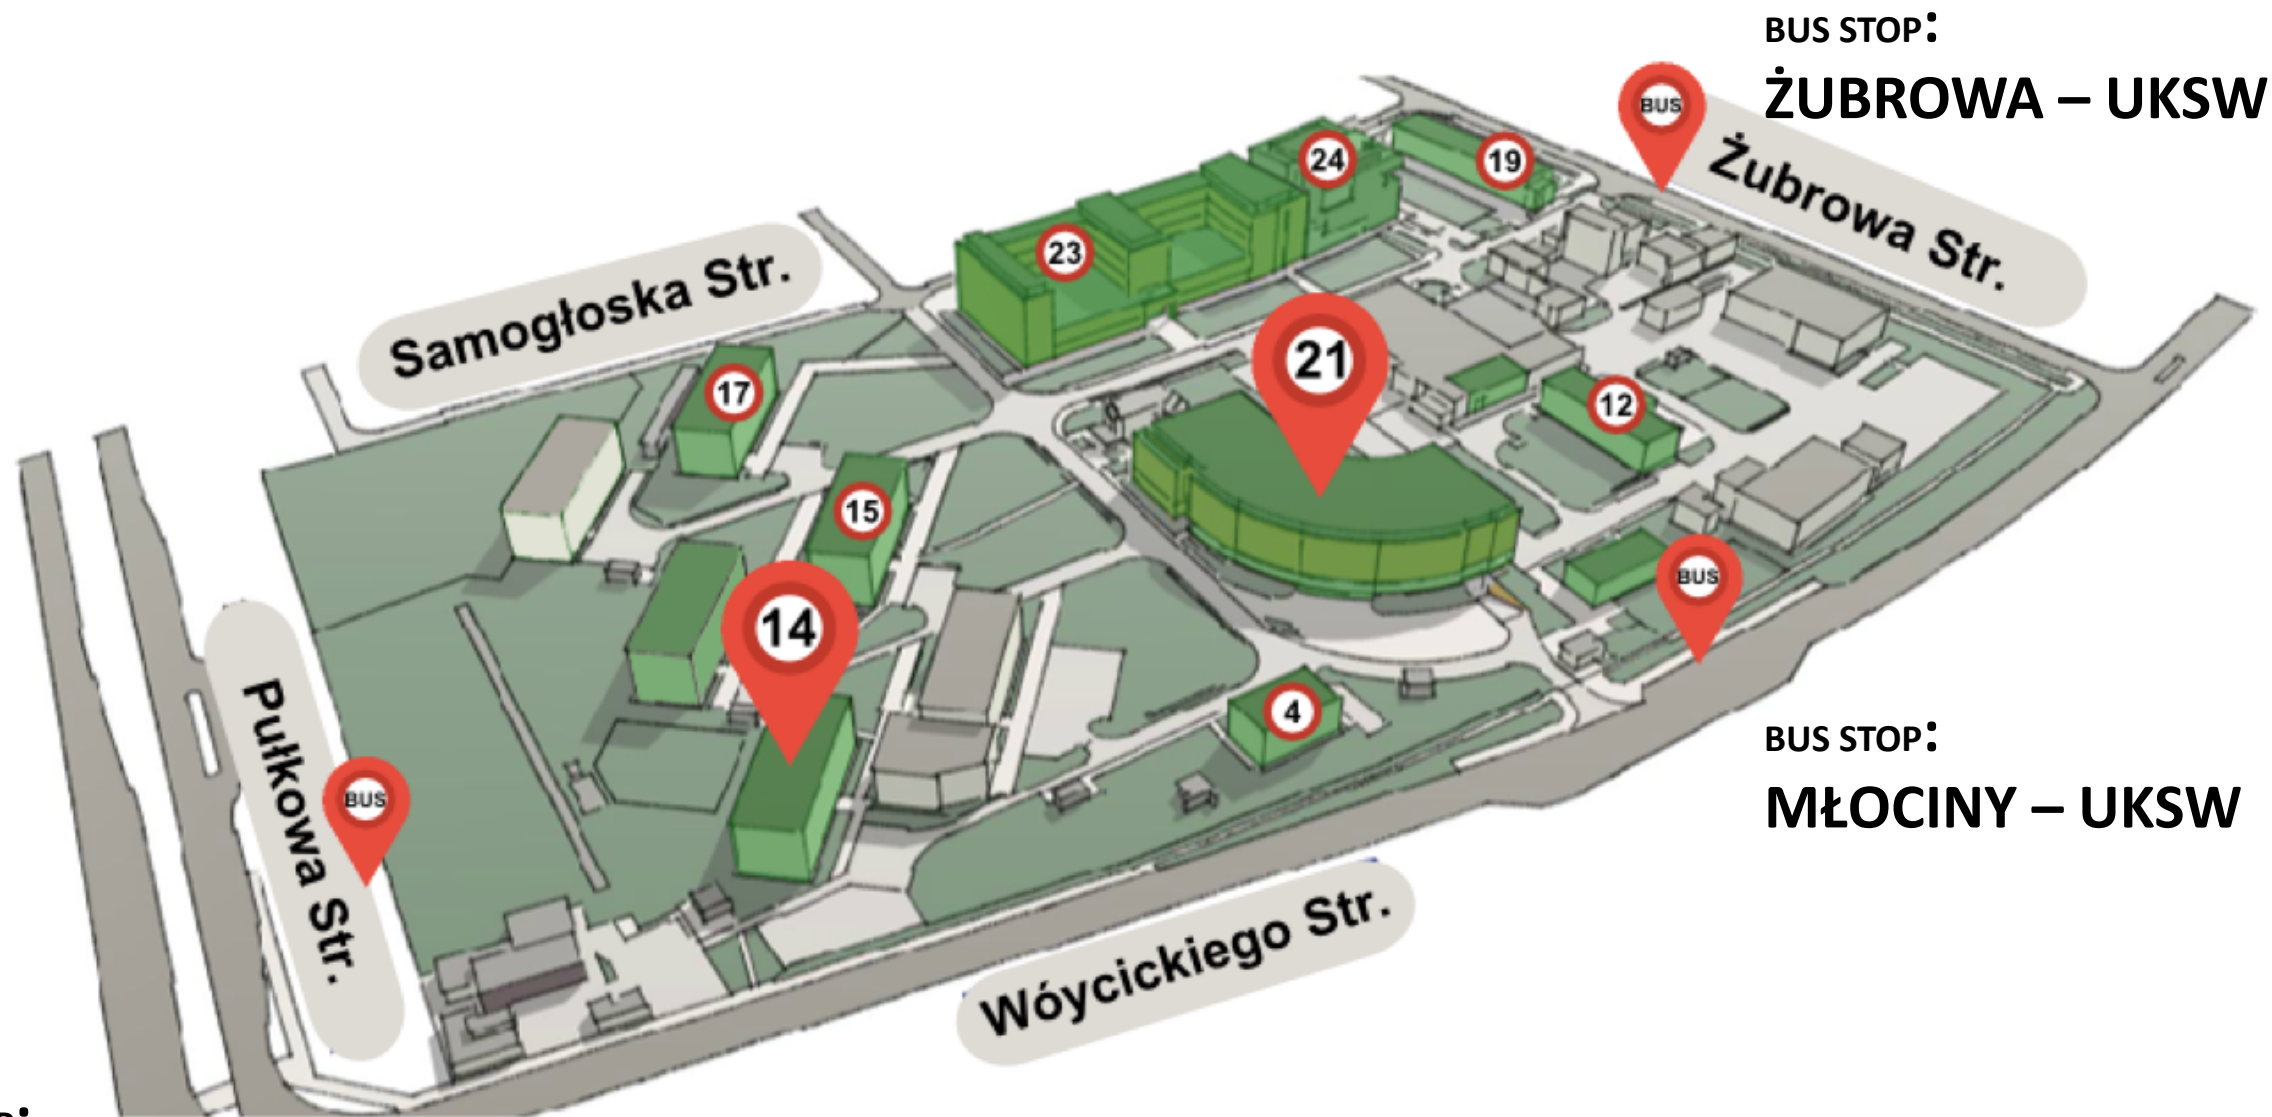 BUS STOP:
ŻUBROWA – UKSW
BUS
Żubrowa Str.
24
19
23
Samogłoska Str.
21
17
12
15
BUS
14
4
Pułkowa Str.
BUS
BUS STOP:
MŁOCINY – UKSW
Wóycickiego Str.